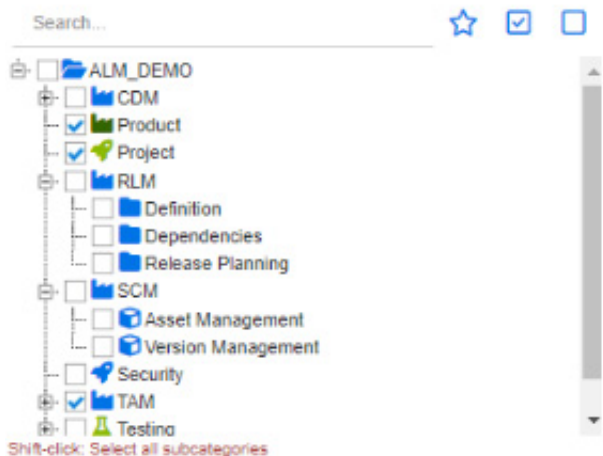 Search...
ALM_DEMO
CDM
Product
Project
RLM
Definition
Dependencies
Release Planning
SCM
Asset Management
Version Management
Security
TAM
Testing
Shift-click: Select all subcategories